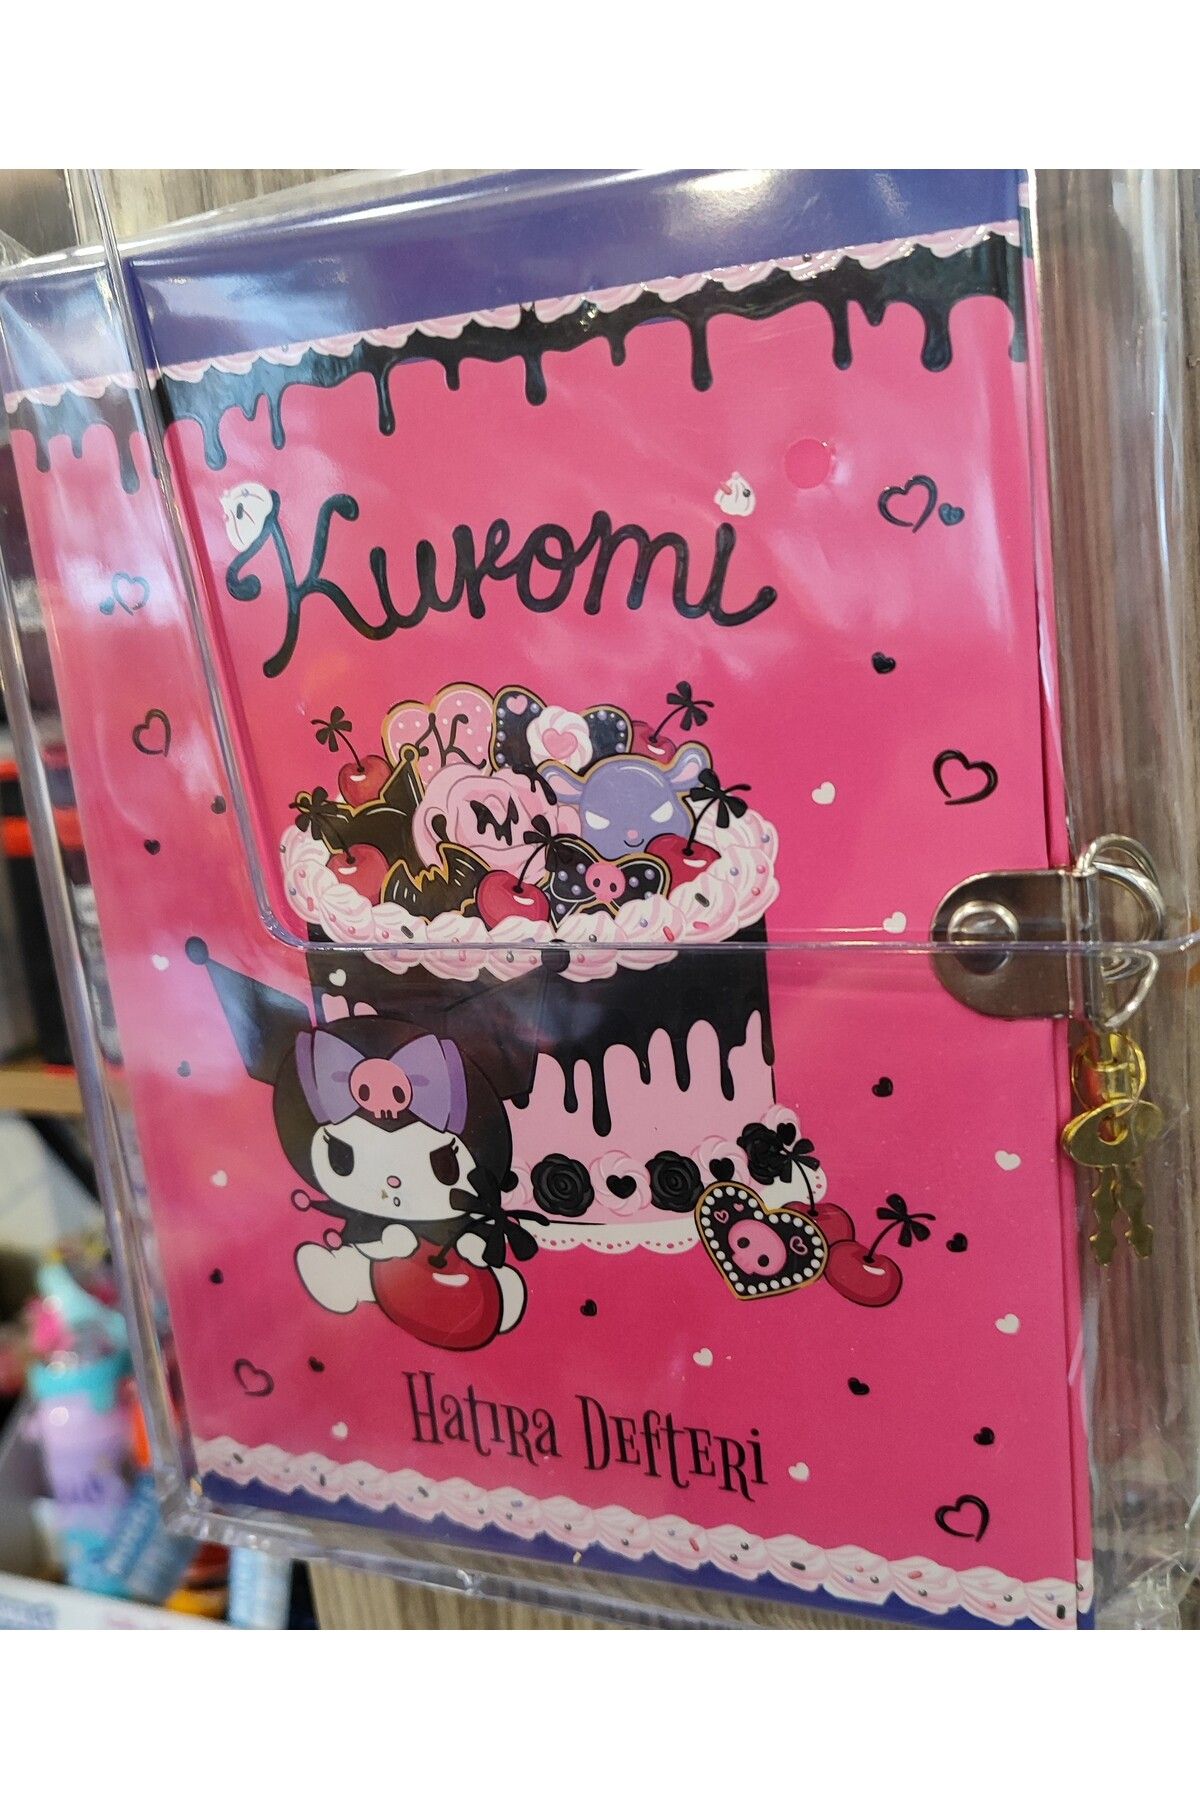 Kuromi
K
Hatıra Defteri